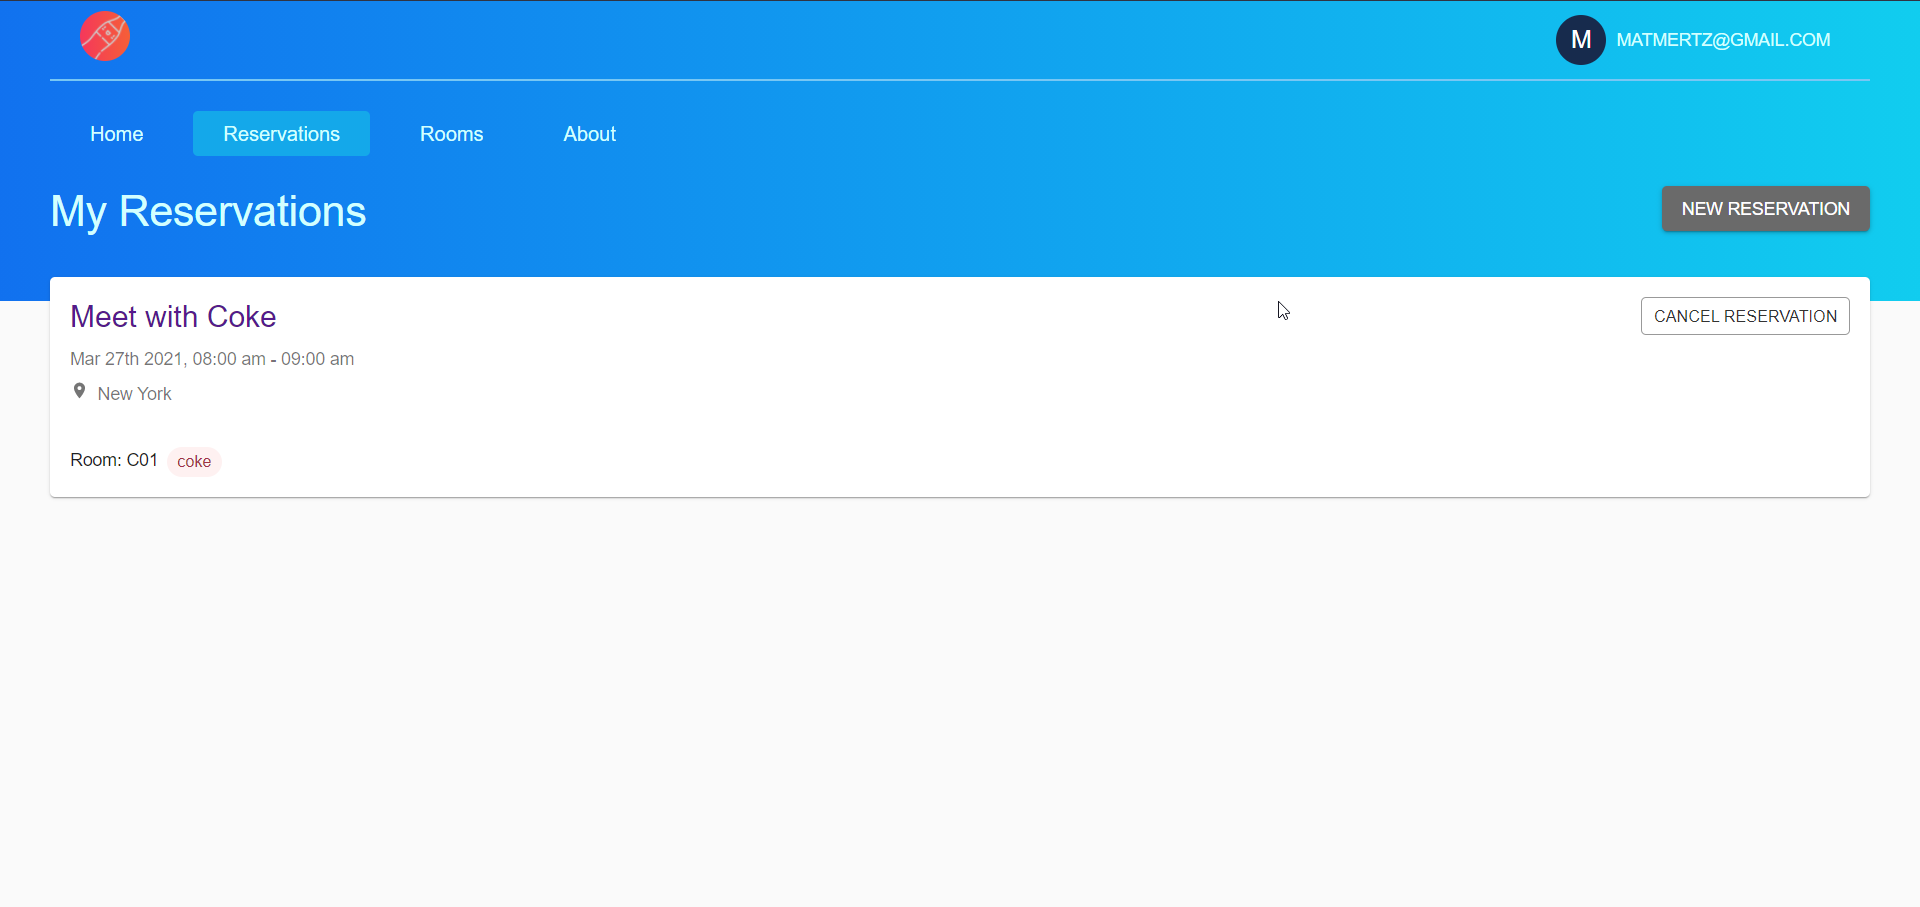 M MATMERTZ@GMAIL.COM
Home Reservations Rooms About
My Reservations
NEW RESERVATION
Meet with Coke
CANCEL RESERVATION
Mar 27th 2021, 08:00 am - 09:00 am
New York
Room: C01 coke